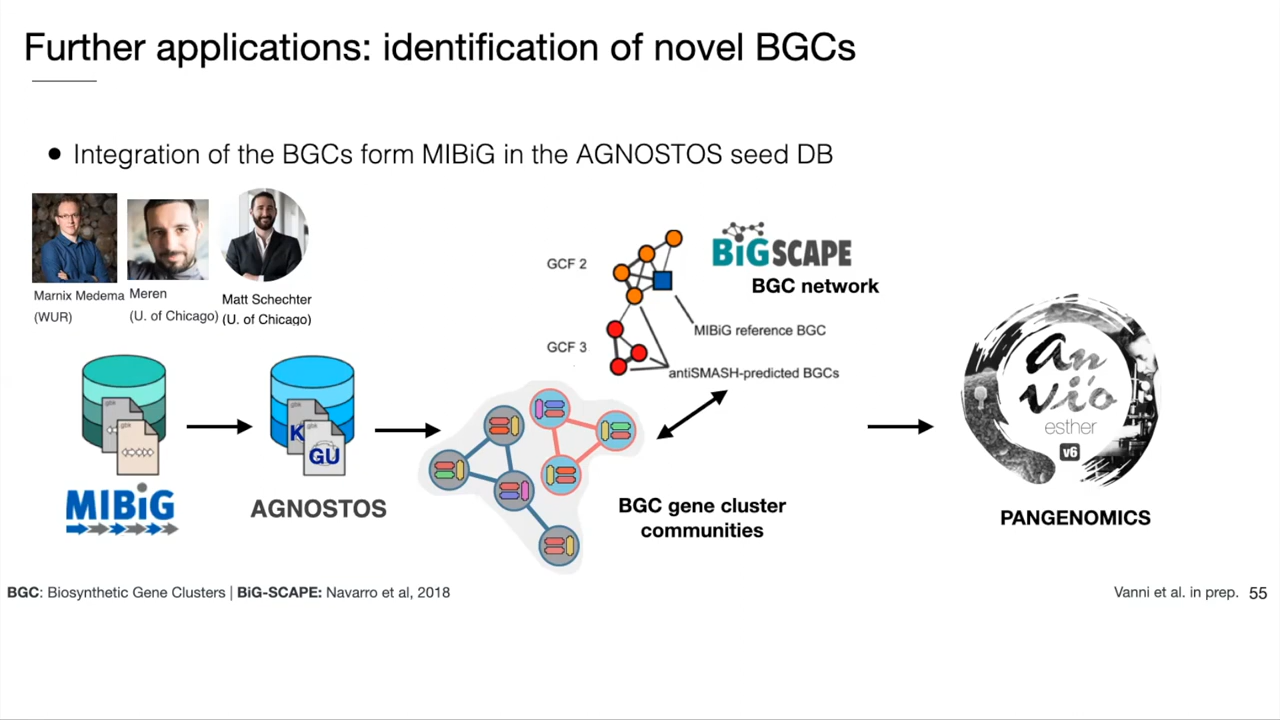 Further applications: identification of novel BGCs
● Integration of the BGCs form MIBiG in the AGNOSTOS seed DB
Marnix Medema
(WUR)
Meren
(U. of Chicago)
Matt Schechter
(U. of Chicago)
GCF 2
GCF 3
BiG SCAPE
BGC network
MIBiG reference BGC
antiSMASH-predicted BGCs
MIBiG
K
GU
AGNOSTOS
BGC gene cluster
communities
an
vi'o
esther
v6
PANGENOMICS
BGC: Biosynthetic Gene Clusters | BiG-SCAPE: Navarro et al, 2018
Vanni et al. in prep. 55